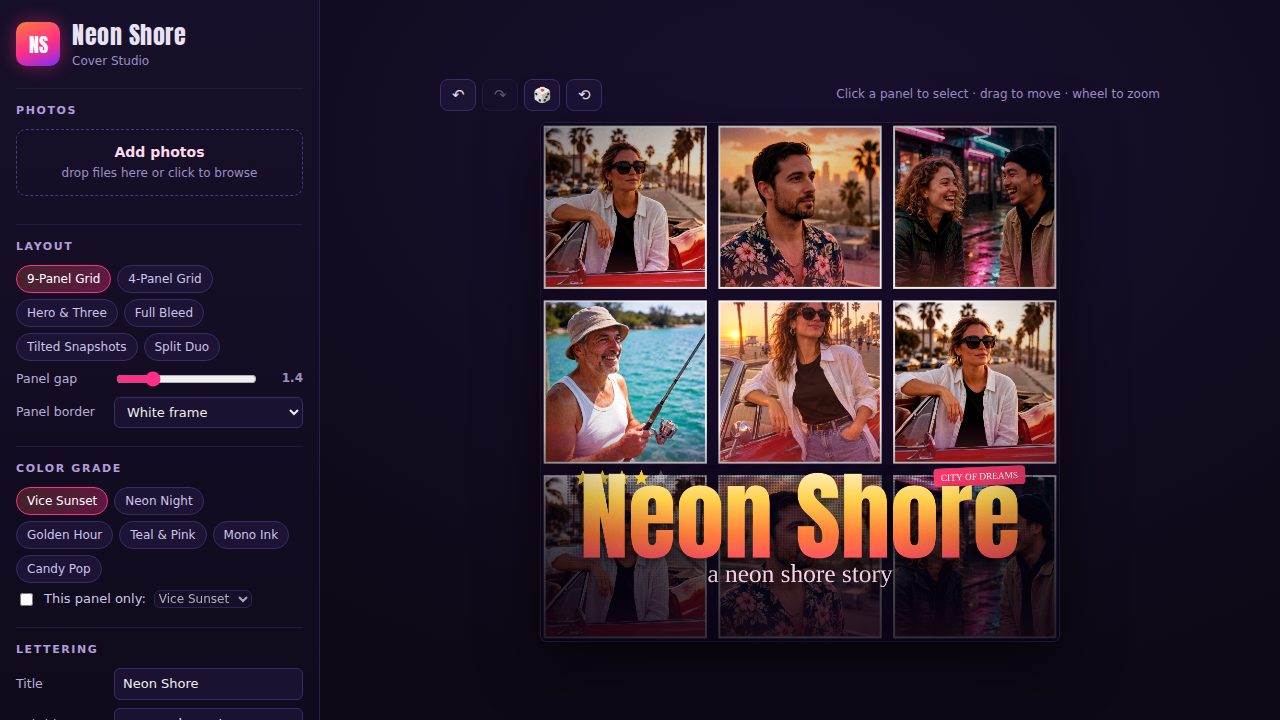 NS
Neon Shore
Cover Studio
PHOTOS
Add photos
drop files here or click to browse
LAYOUT
9-Panel Grid
4-Panel Grid
Hero & Three
Full Bleed
Tilted Snapshots
Split Duo
Panel gap
1.4
Panel border
White frame
COLOR GRADE
Vice Sunset
Neon Night
Golden Hour
Teal & Pink
Mono Ink
Candy Pop
This panel only:
Vice Sunset
LETTERING
Title
Neon Shore
Click a panel to select · drag to move · wheel to zoom
CITY OF DREAMS
Neon Shore
a neon shore story